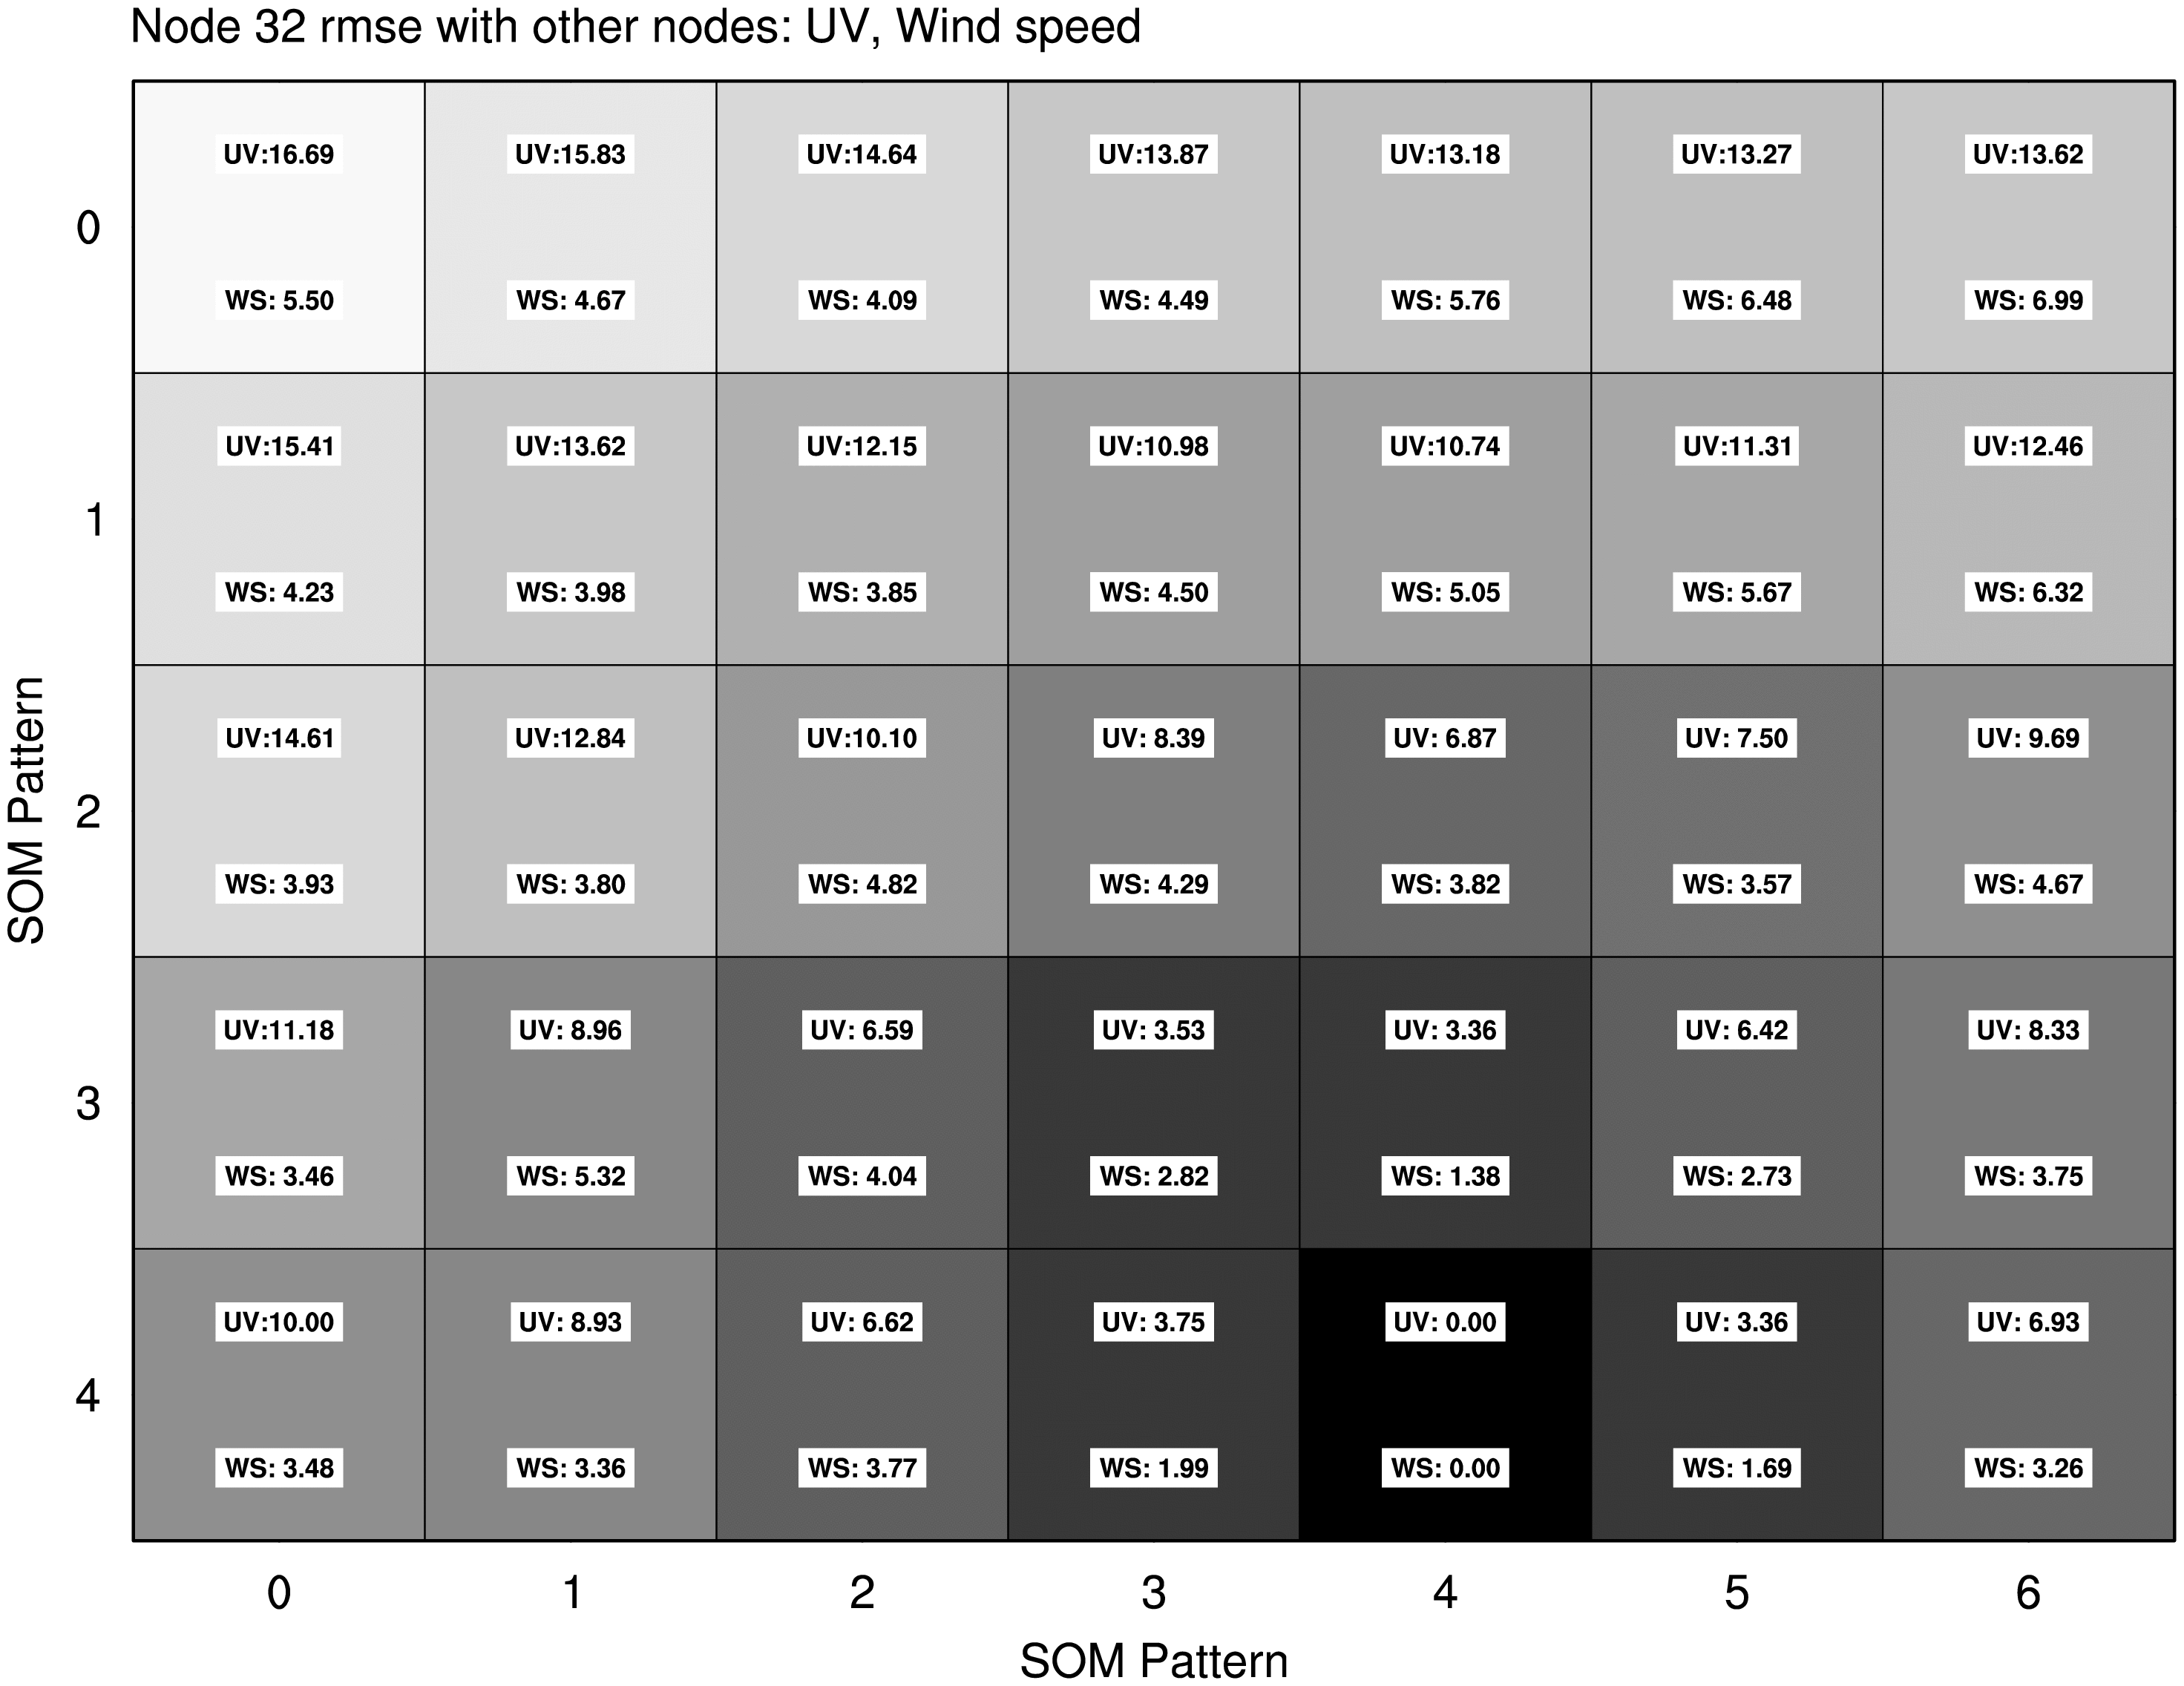 Node 32 rmse with other nodes: UV, Wind speed
UV:16.69 UV:15.83 UV:14.64 UV:13.87 UV:13.18 UV:13.27 UV:13.62
0
WS: 5.50 WS: 4.67 WS: 4.09 WS: 4.49 WS: 5.76 WS: 6.48 WS: 6.99
UV:15.41 UV:13.62 UV:12.15 UV:10.98 UV:10.74 UV:11.31 UV:12.46
1
WS: 4.23 WS: 3.98 WS: 3.85 WS: 4.50 WS: 5.05 WS: 5.67 WS: 6.32
UV:14.61 UV:12.84 UV:10.10 UV: 8.39 UV: 6.87 UV: 7.50 UV: 9.69
2
WS: 3.93 WS: 3.80 WS: 4.82 WS: 4.29 WS: 3.82 WS: 3.57 WS: 4.67
UV:11.18 UV: 8.96 UV: 6.59 UV: 3.53 UV: 3.36 UV: 6.42 UV: 8.33
3
WS: 3.46 WS: 5.32 WS: 4.04 WS: 2.82 WS: 1.38 WS: 2.73 WS: 3.75
UV:10.00 UV: 8.93 UV: 6.62 UV: 3.75 UV: 0.00 UV: 3.36 UV: 6.93
4
WS: 3.48 WS: 3.36 WS: 3.77 WS: 1.99 WS: 0.00 WS: 1.69 WS: 3.26
SOM Pattern
0 1 2 3 4 5 6
SOM Pattern